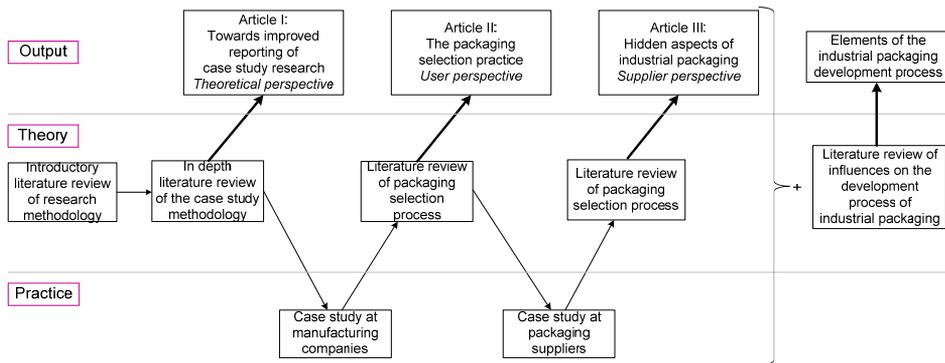 Output
Article I:
Towards improved
reporting of
case study research
Theoretical perspective
Article II:
The packaging
selection practice
User perspective
Article III:
Hidden aspects of
industrial packaging
Supplier perspective
Elements of the
industrial packaging
development process
Theory
Introductory
literature review
of research
methodology
In depth
literature review
of the case study
methodology
Literature review
of packaging
selection
process
Literature review
of packaging
selection process
+
Literature review of
influences on the
development
process of
industrial packaging
Practice
Case study at
manufacturing
companies
Case study at
packaging
suppliers